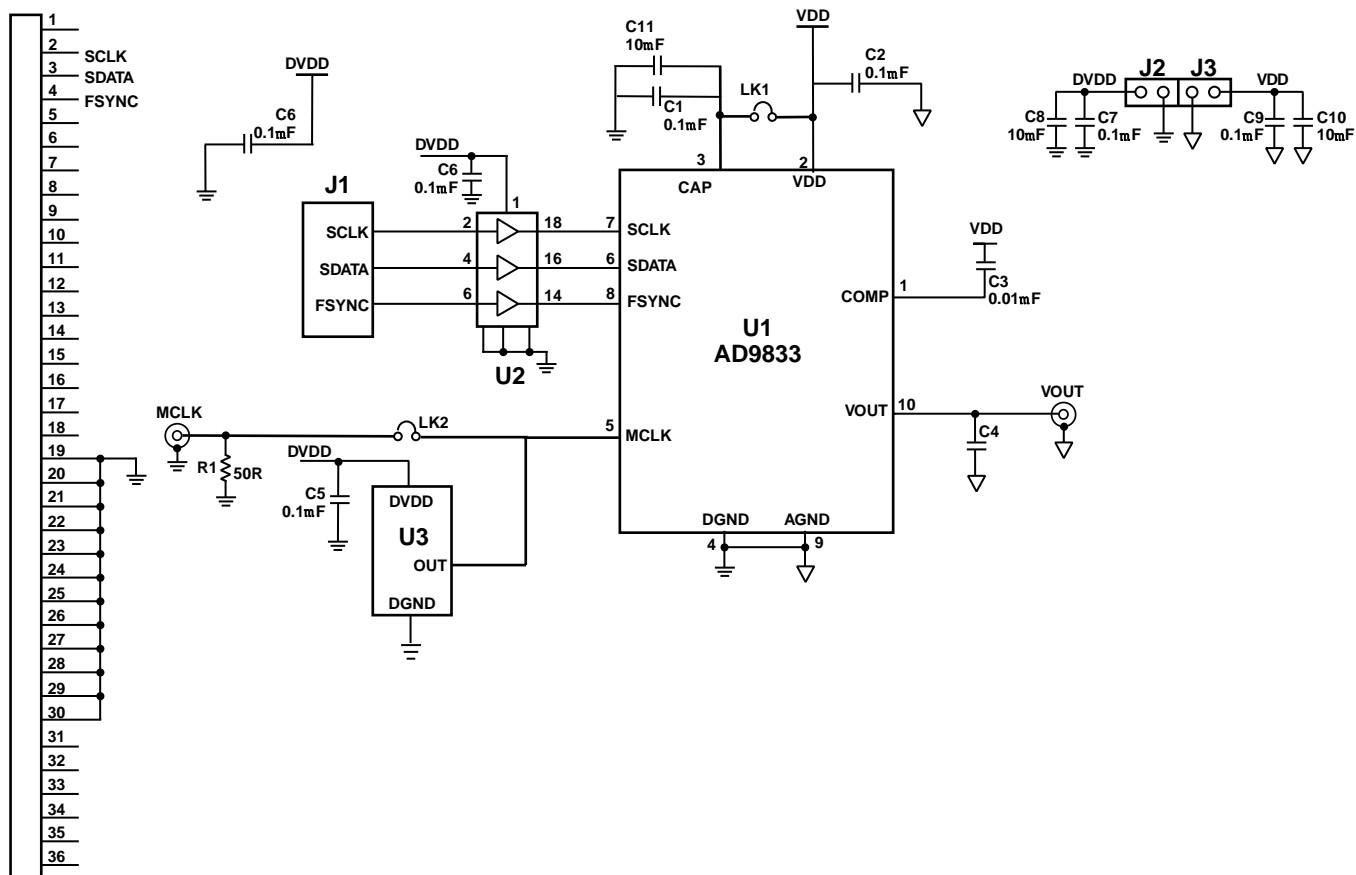 1
2
SCLK
3
SDATA
4
FSYNC
5
6
7
8
9
10
11
12
13
14
15
16
17
18
19
20
21
22
23
24
25
26
27
28
29
30
31
32
33
34
35
36
DVDD
C6
0.1mF
J1
SCLK
SDATA
FSYNC
DVDD
C6
0.1mF
1
2
18
4
16
6
14
U2
C11
10mF
C1
0.1mF
LK1
VDD
C2
0.1mF
3
2
CAP
VDD
7
SCLK
6
SDATA
8
FSYNC
U1
AD9833
COMP
1
VDD
C3
0.01mF
VOUT
10
VOUT
C4
5
MCLK
DGND
AGND
4
9
MCLK
R1
50R
LK2
DVDD
C5
0.1mF
DVDD
U3
OUT
DGND
DVDD
J2
J3
VDD
C8
10mF
C7
0.1mF
C9
0.1mF
C10
10mF